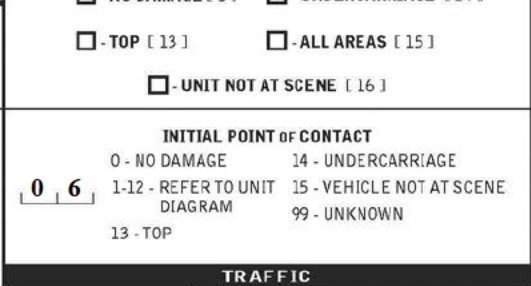 - TOP [ 13 ] - ALL AREAS [ 15 ]
- UNIT NOT AT SCENE [ 16 ]
INITIAL POINT OF CONTACT
0 - NO DAMAGE 14 - UNDERCARRIAGE
0 6 1-12 - REFER TO UNIT 15 - VEHICLE NOT AT SCENE
DIAGRAM 99 - UNKNOWN
13 - TOP
TRAFFIC